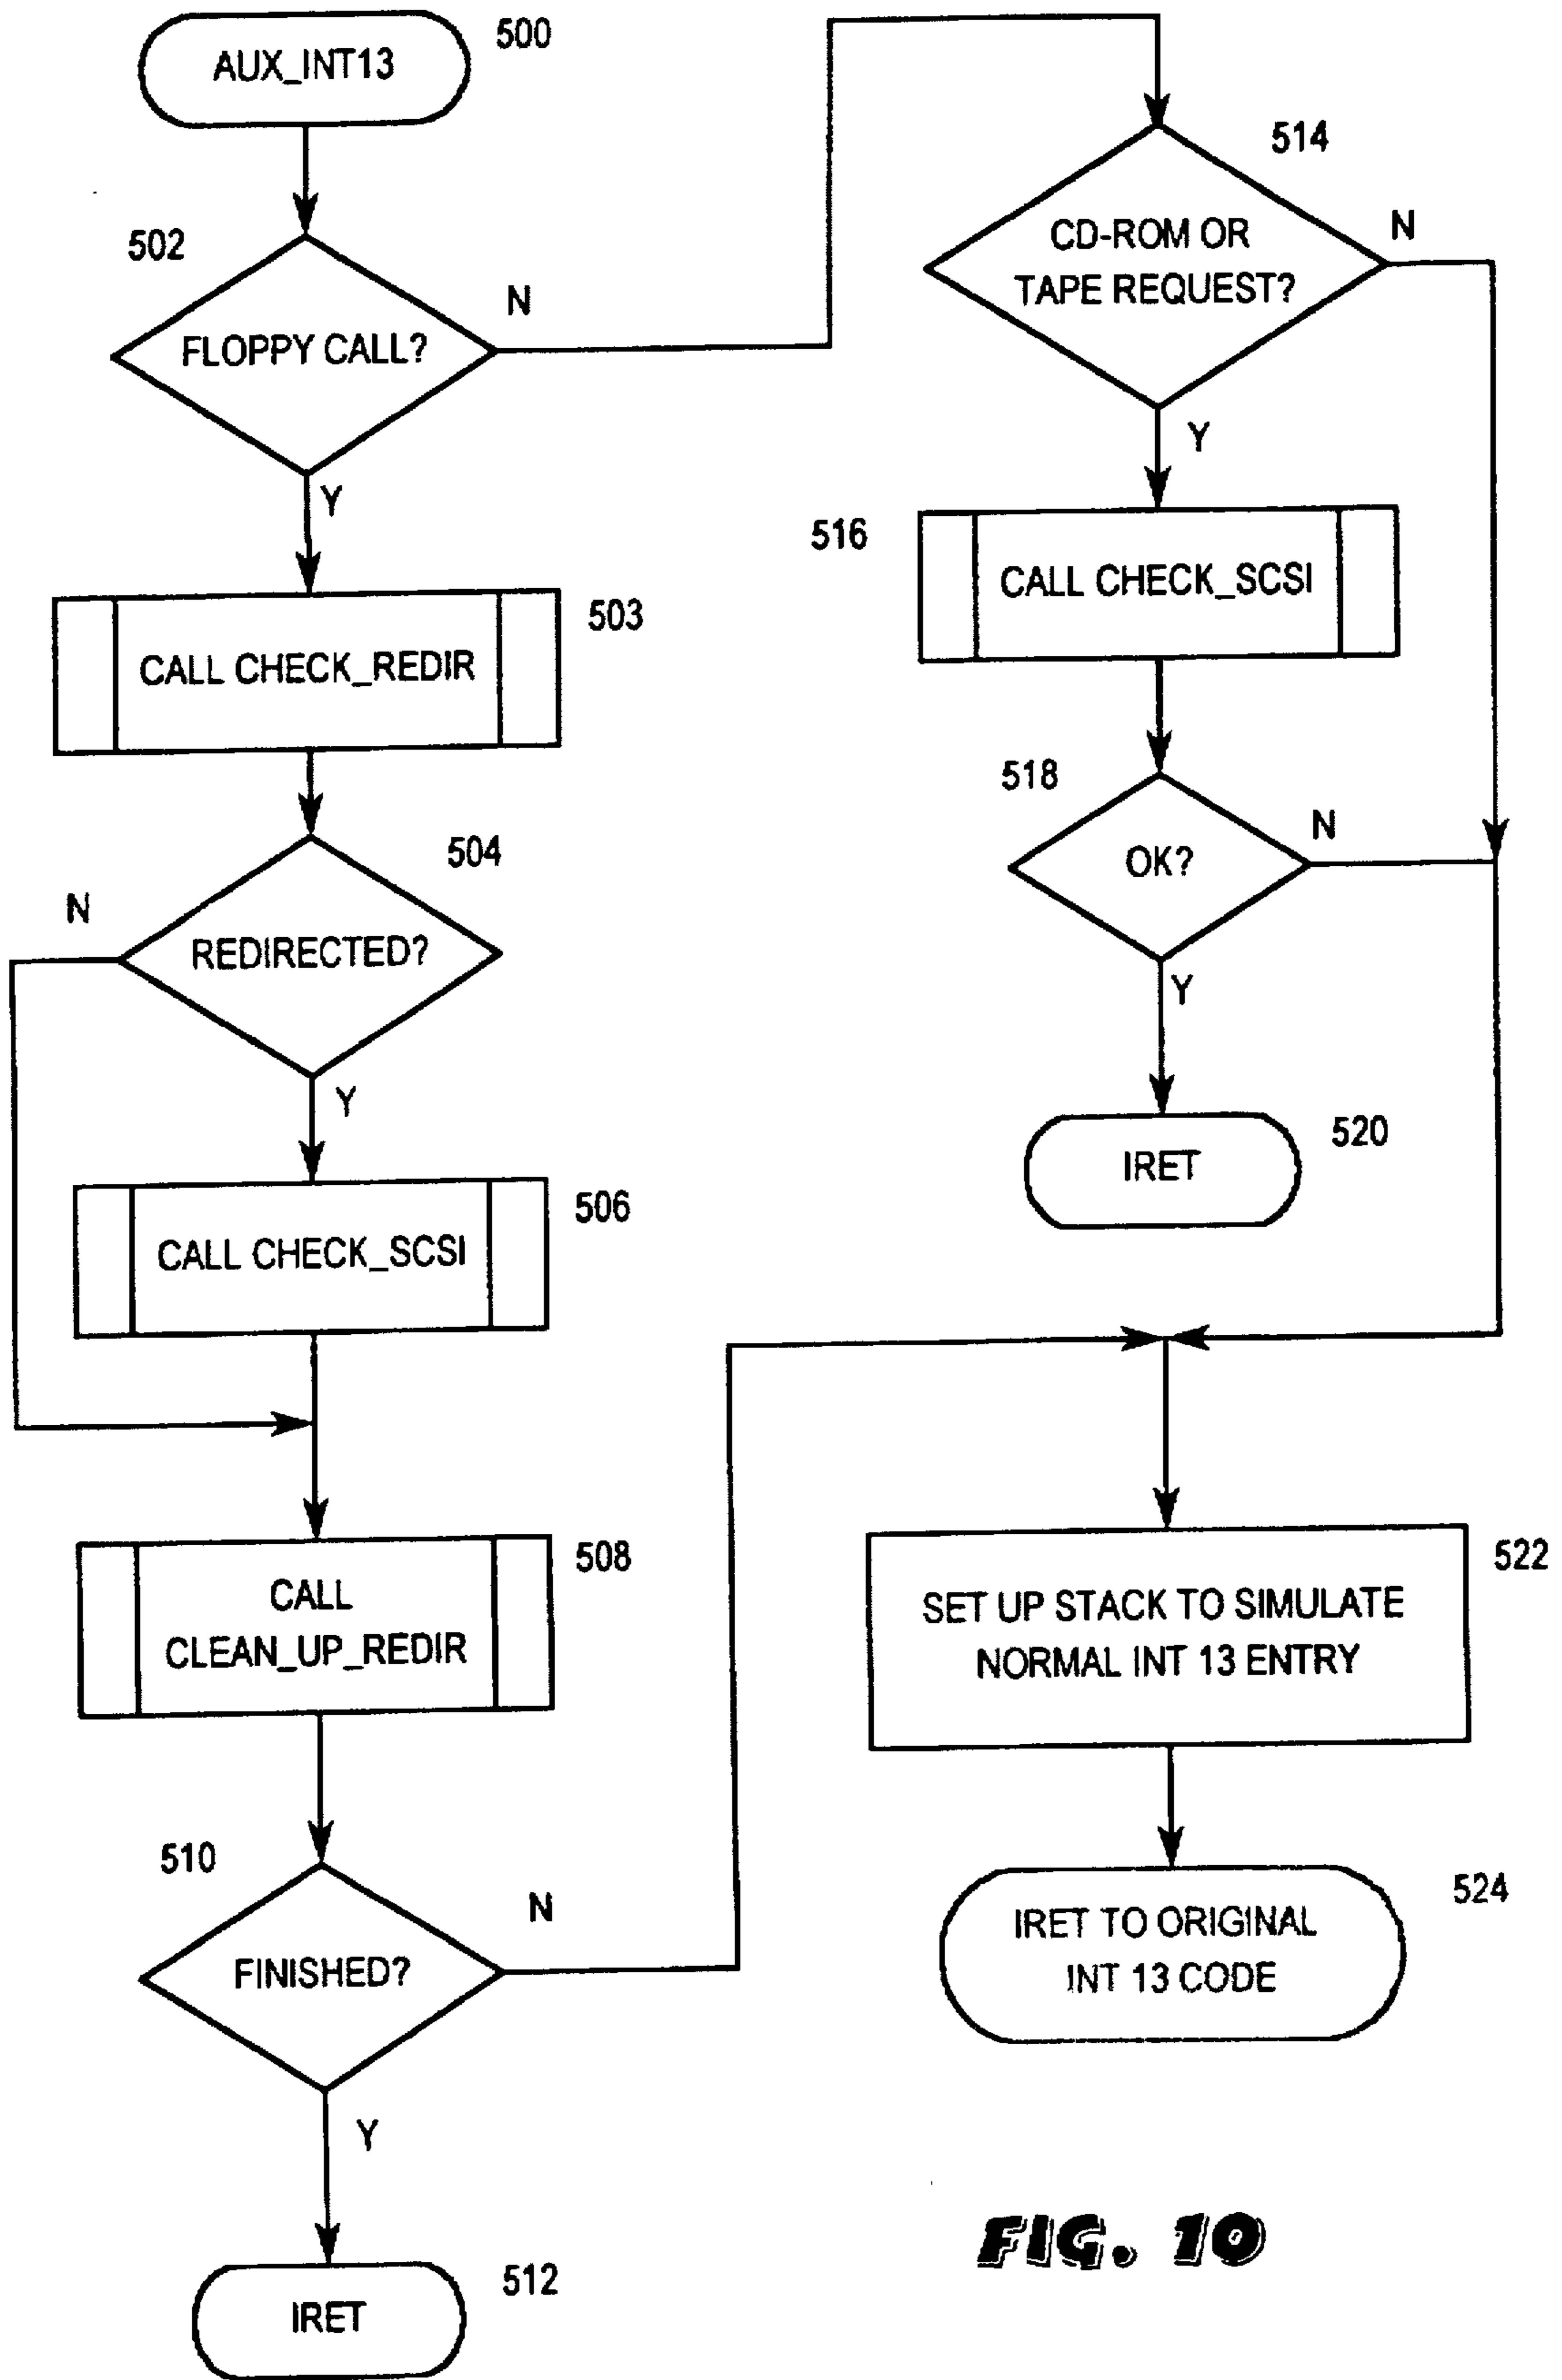 AUX_INT13
500
502
FLOPPY CALL?
N
Y
CALL CHECK_REDIR
503
504
N
REDIRECTED?
Y
CALL CHECK_SCSI
506
CALL
CLEAN_UP_REDIR
508
510
N
FINISHED?
Y
IRET
512
514
CD-ROM OR
TAPE REQUEST?
N
Y
516
CALL CHECK_SCSI
518
OK?
N
Y
IRET
520
SET UP STACK TO SIMULATE
NORMAL INT 13 ENTRY
522
IRET TO ORIGINAL
INT 13 CODE
524
FIG. 10